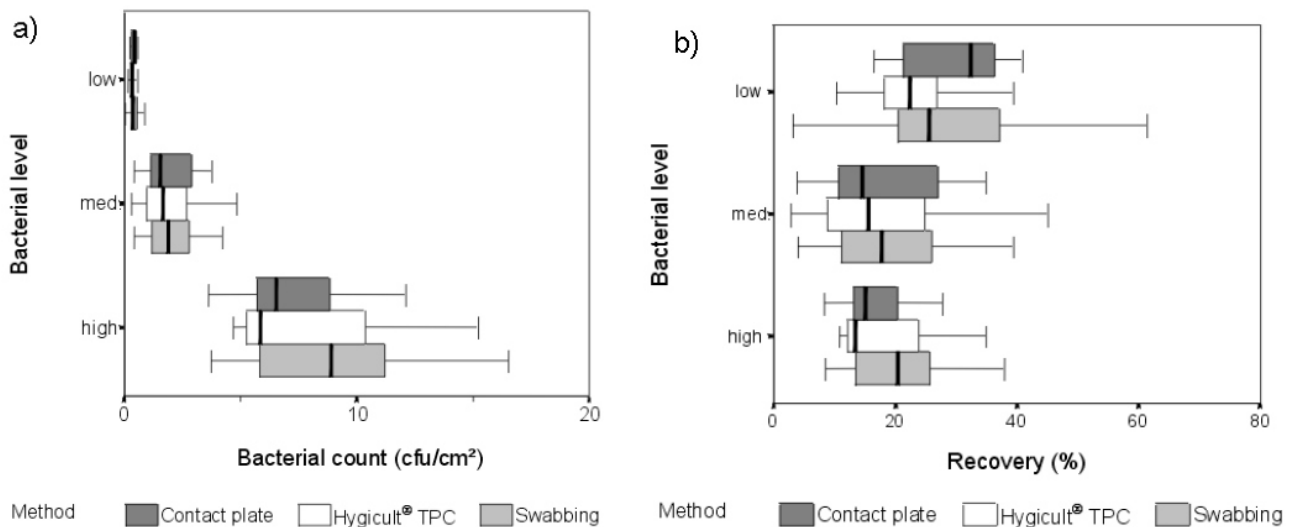 a)
Bacterial level
low
med.
high
0 10 20
Bacterial count (cfu/cm²)
Method Contact plate Hygicult® TPC Swabbing
b)
Bacterial level
low
med.
high
0 20 40 60 80
Recovery (%)
Method Contact plate Hygicult® TPC Swabbing